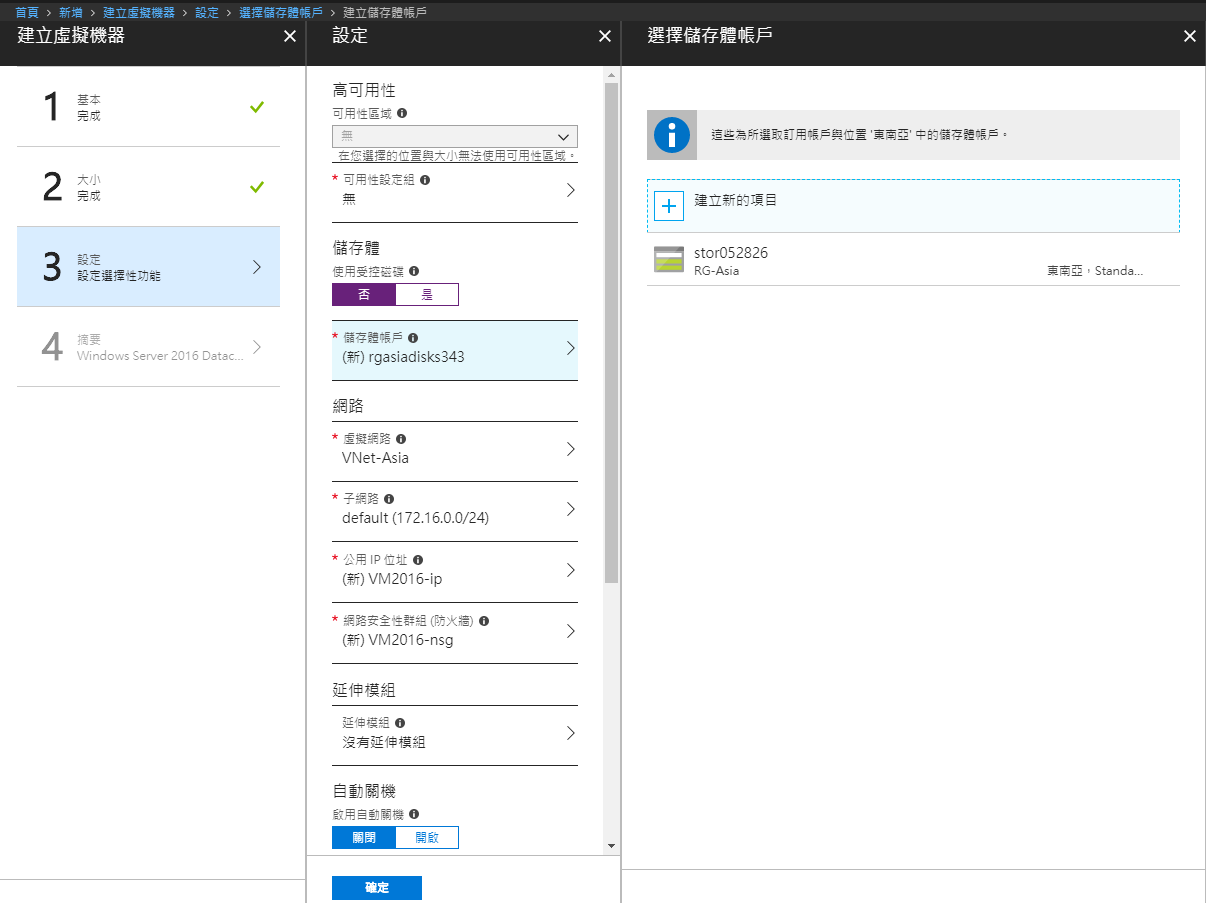 首頁 > 新增 > 建立虛擬機器 > 設定 > 選擇儲存體帳戶 > 建立儲存體帳戶
建立虛擬機器
1
基本
完成
2
大小
完成
3
設定
設定選擇性功能
4
摘要
Windows Server 2016 Datac...
設定
高可用性
可用性區域
無
在您選擇的位置與大小無法使用可用性區域。
* 可用性設定組
無
儲存體
使用受控磁碟
否 是
* 儲存體帳戶
(新) rgasiadisks343
網路
* 虛擬網路
VNet-Asia
* 子網路
default (172.16.0.0/24)
* 公用 IP 位址
(新) VM2016-ip
* 網路安全性群組 (防火牆)
(新) VM2016-nsg
延伸模組
延伸模組
沒有延伸模組
自動關機
啟用自動關機
關閉 開啟
確定
選擇儲存體帳戶
這些為所選取訂用帳戶與位置 '東南亞' 中的儲存體帳戶。
建立新的項目
stor052826
RG-Asia
東南亞，Standa...